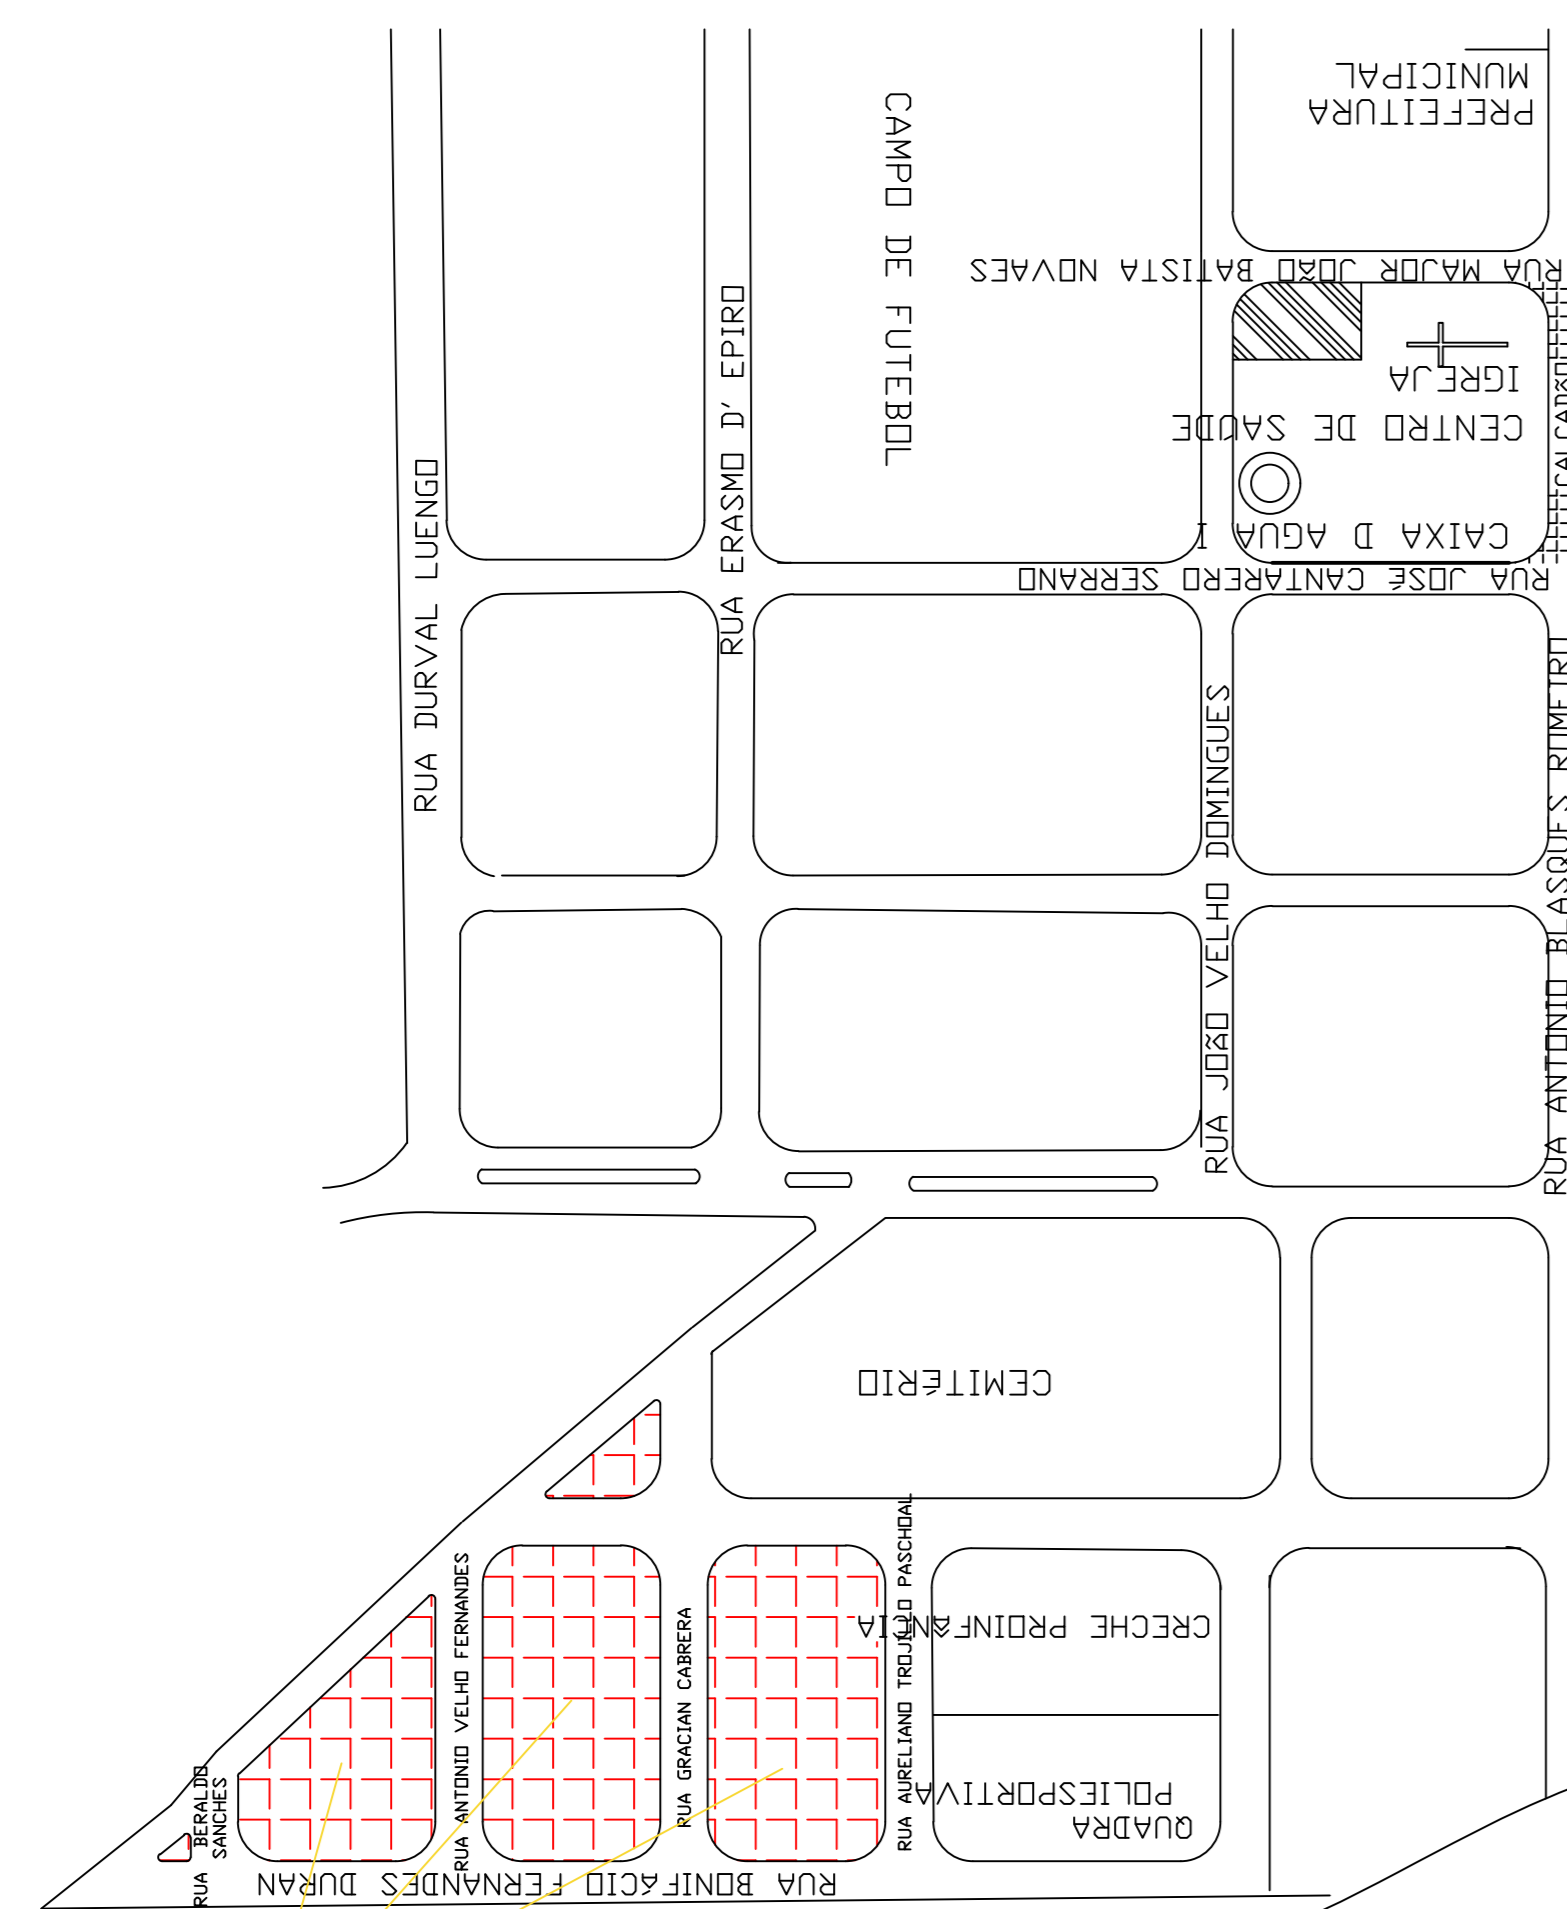 PREFEITURA
MUNICIPAL
CAMPO DE FUTEBOL
RUA MAJOR JOÃO BATISTA NOVAES
IGREJA
CENTRO DE SAUDE
CAIXA D AGUA I
RUA JOSÉ CANTARERO SERRANO
RUA DURVAL LUENGO
RUA ERASMO D' EPIRO
RUA JOÃO VELHO DOMINGUES
RUA ANTONIO BLASQUES ROMEIRO
CEMITÉRIO
CRECHE PROINFÂNCIA
QUADRA
POLIESPORTIVA
RUA AURELIANO TROJILLO PASCHOAL
RUA GRACIAN CABRERA
RUA ANTONIO VELHO FERNANDES
RUA BERALDO
SANCHES
RUA BONIFÁCIO FERNANDES DURAN